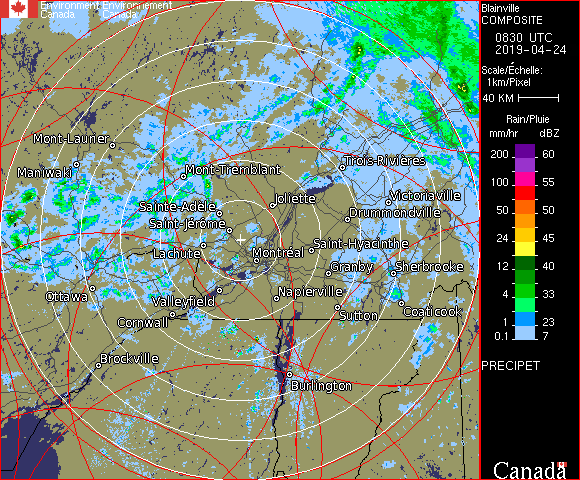 Environment Environnement
Canada Canada
Mont-Laurier
Maniwaki
Mont-Tremblant
Trois-Rivières
Joliette
Victoriaville
Sainte-Adèle
Drummondville
Saint-Jérôme
Lachute
Montréal
Saint-Hyacinthe
Granby
Sherbrooke
Ottawa
Valleyfield
Napierville
Sutton
Coaticook
Cornwall
Brockville
Burlington
Blainville
COMPOSITE
0830 UTC
2019-04-24
Scale/Échelle:
1km/Pixel
40 KM
Rain/Pluie
mm/hr dBZ
200 60
100 55
50 50
24 45
12 40
4 33
1 23
0.1 7
PRECIPET
Canada